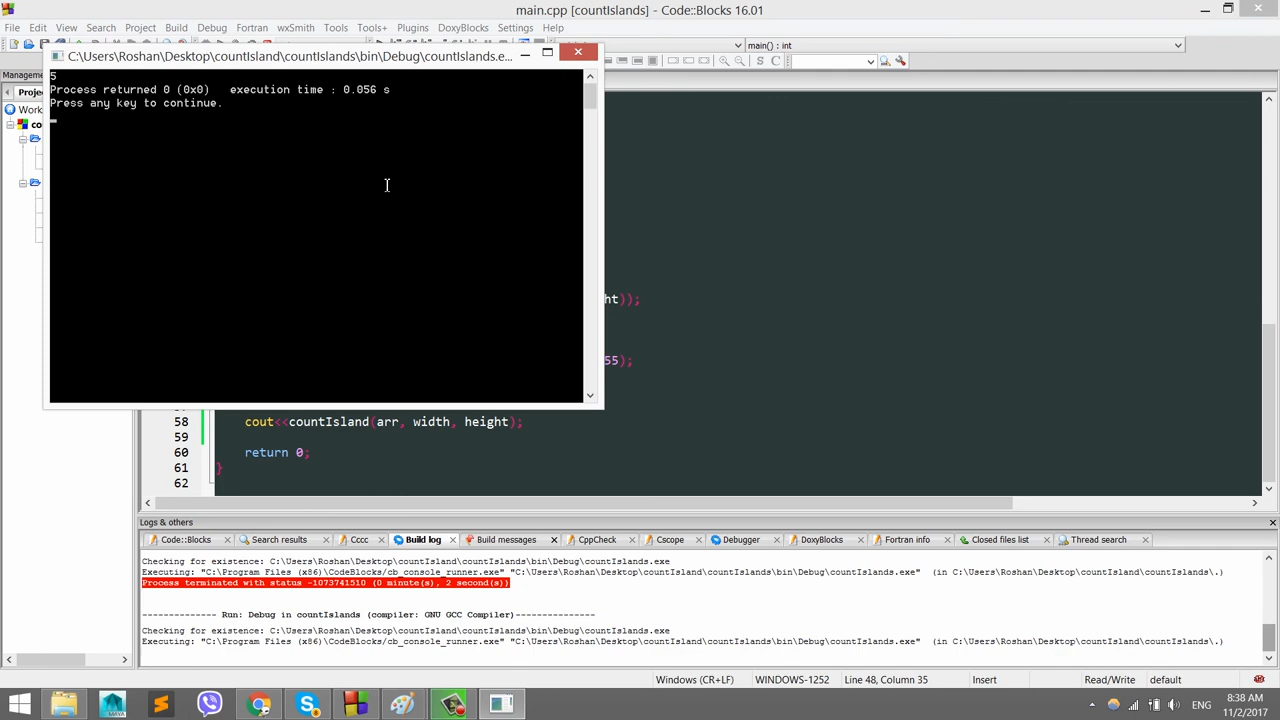 main.cpp [countIslands] - Code::Blocks 16.01
File Edit Search Project Build Debug Fortran wxSmith Tools Tools+ Plugins DoxyBlocks Settings Help
main() : int
C:\Users\Roshan\Desktop\countIsland\countIslands\bin\Debug\countIslands.e...
Manageme
Proje
Work
co
5
Process returned 0 (0x0)   execution time : 0.056 s
Press any key to continue.
ht));
55);
58 cout<<countIsland(arr, width, height);
59
60 return 0;
61 }
62
Logs & others
Code::Blocks Search results Cccc Build log Build messages CppCheck Cscope Debugger DoxyBlocks Fortran info Closed files list Thread search
Checking for existence: C:\Users\Roshan\Desktop\countIsland\countIslands\bin\Debug\countIslands.exe
Executing: "C:\Program Files (x86)\CodeBlocks/cb_console_runner.exe" "C:\Users\Roshan\Desktop\countIsland\countIslands\bin\Debug\countIslands.exe"  (in C:\Users\Roshan\Desktop\countIsland\countIslands\.)
Process terminated with status -1073741510 (0 minute(s), 2 second(s))
-------------- Run: Debug in countIslands (compiler: GNU GCC Compiler)---------------
Checking for existence: C:\Users\Roshan\Desktop\countIsland\countIslands\bin\Debug\countIslands.exe
Executing: "C:\Program Files (x86)\CodeBlocks/cb_console_runner.exe" "C:\Users\Roshan\Desktop\countIsland\countIslands\bin\Debug\countIslands.exe"  (in C:\Users\Roshan\Desktop\countIsland\countIslands\.)
Windows (CR+LF) WINDOWS-1252 Line 48, Column 35 Insert Read/Write default
MAYA
ENG
8:38 AM
11/2/2017